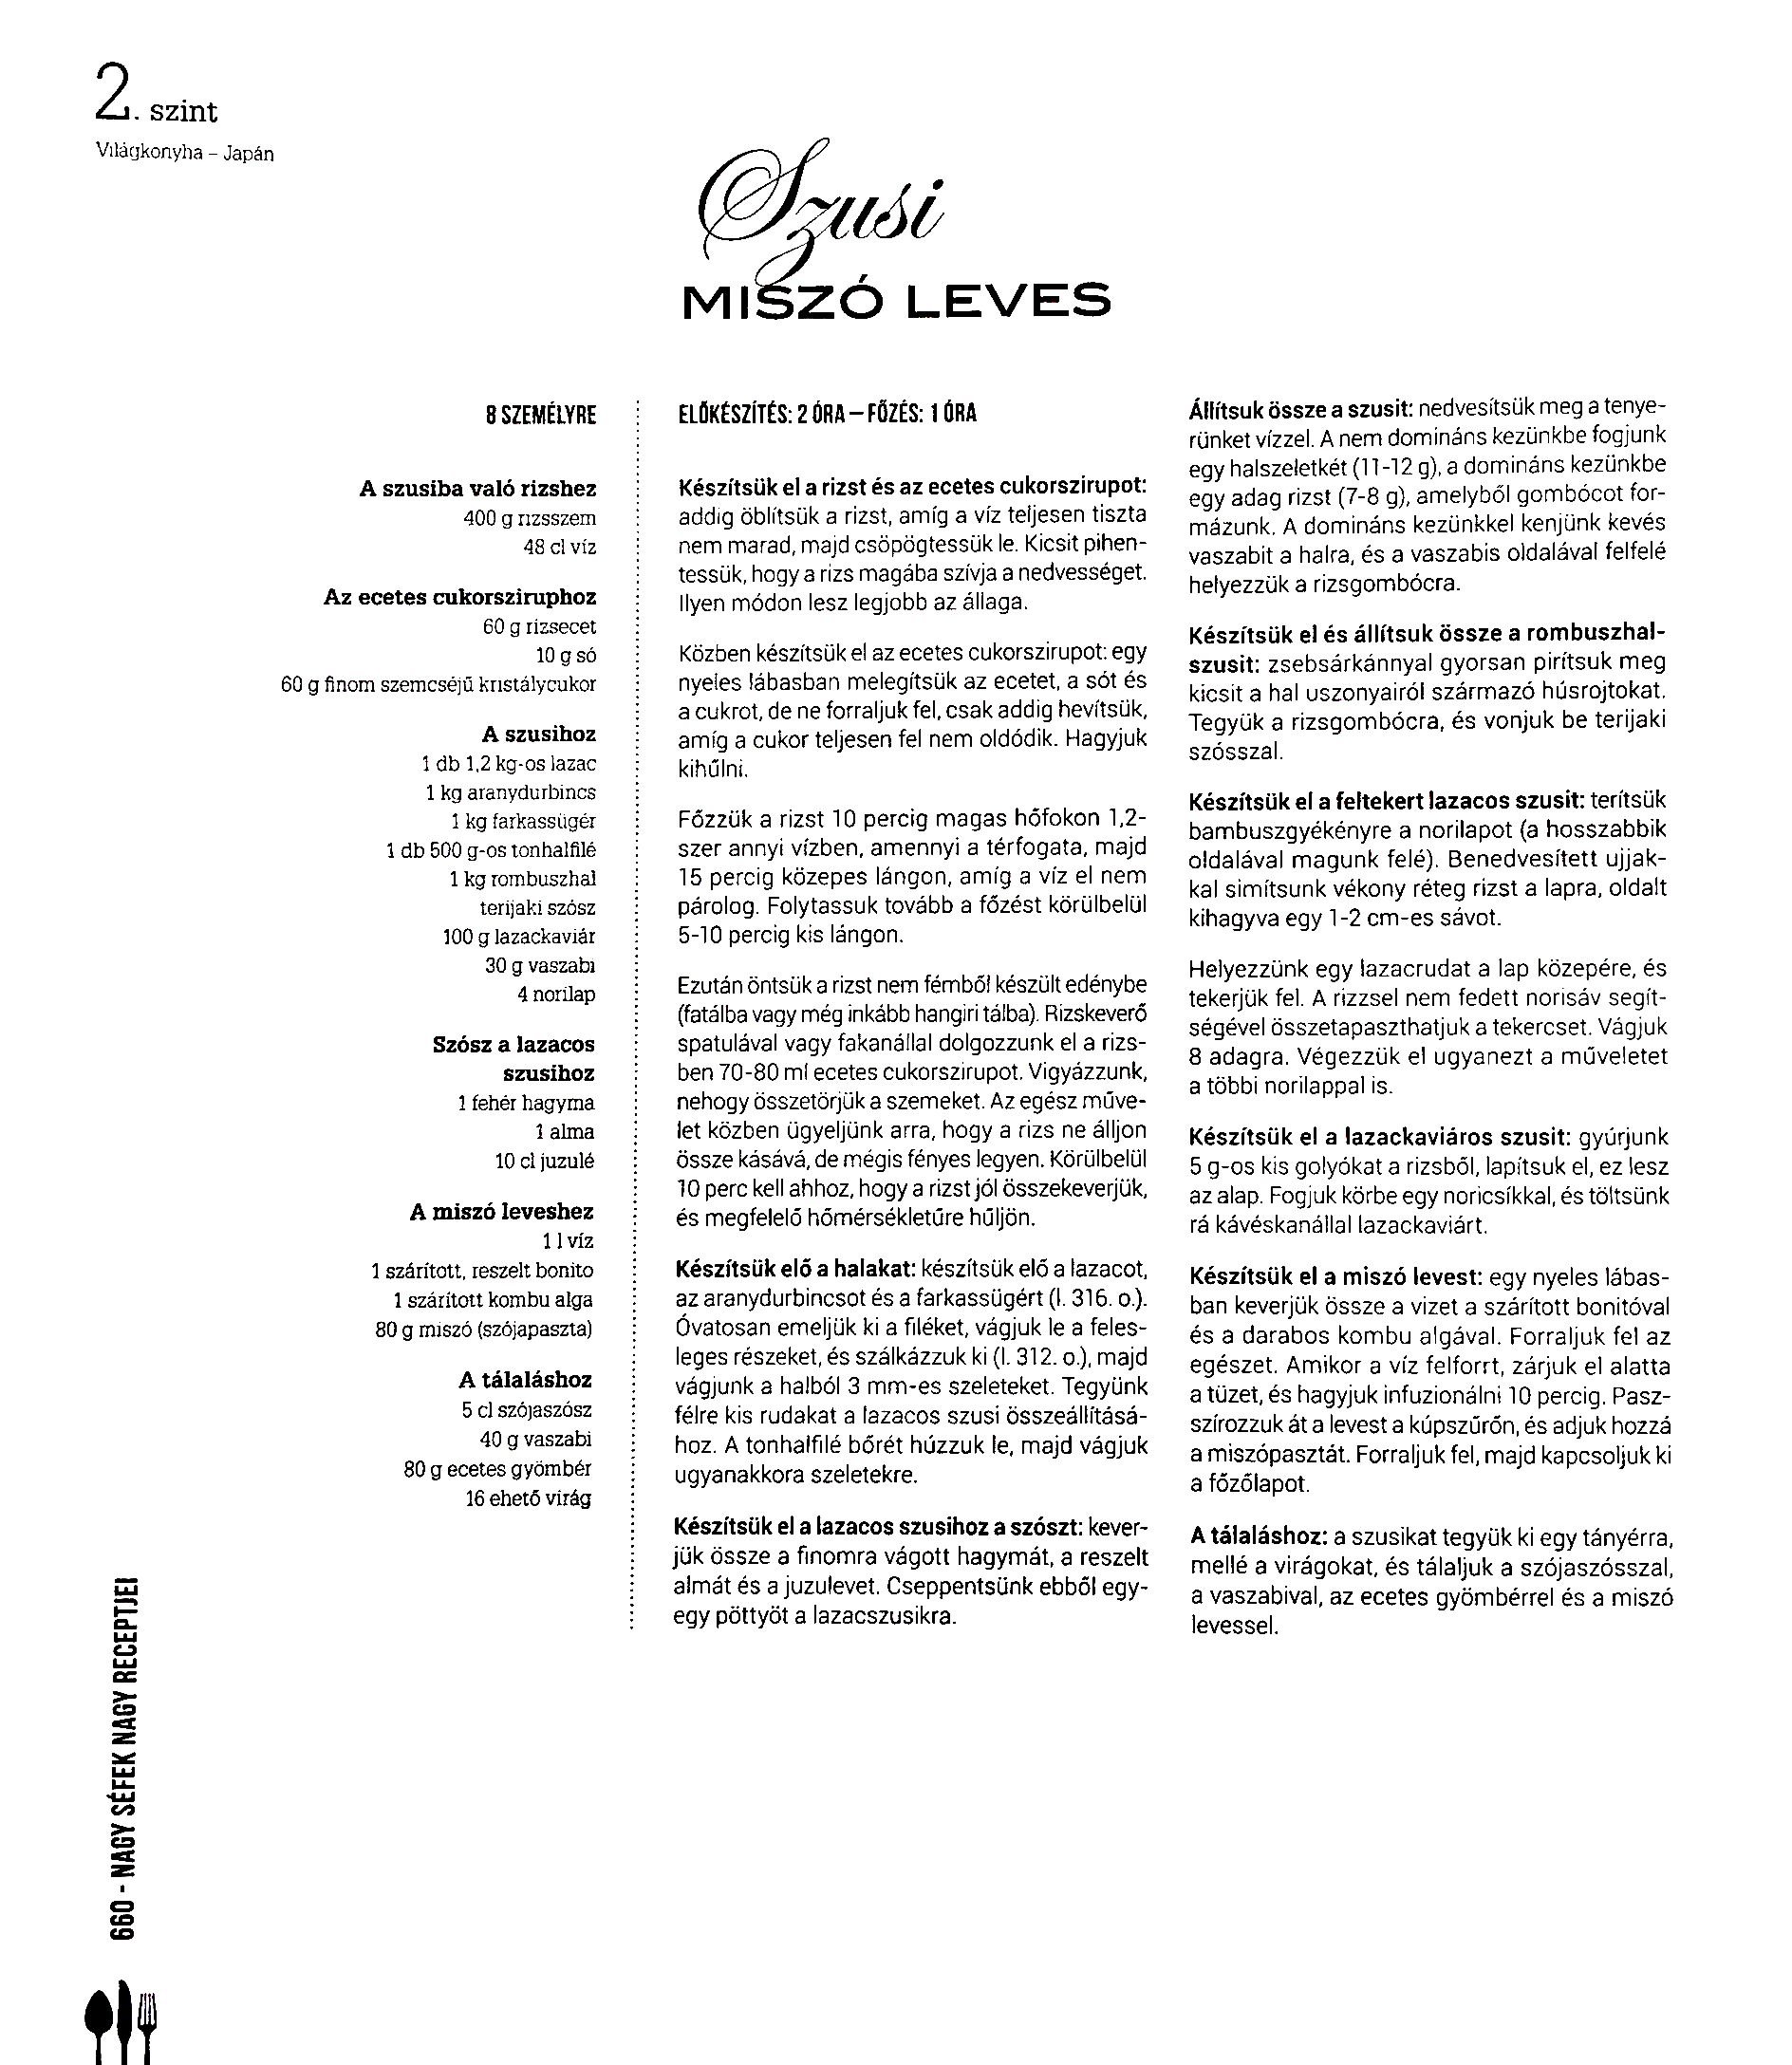 2. szint
Világkonyha – Japán
Szusi
MISZÓ LEVES
8 SZEMÉLYRE
A szusiba való rizshez
400 g rizsszem
48 cl víz
Az ecetes cukorsziruphoz
60 g rizsecet
10 g só
60 g finom szemcséjű kristálycukor
A szusihoz
1 db 1,2 kg-os lazac
1 kg aranydurbincs
1 kg farkassügér
1 db 500 g-os tonhalfilé
1 kg rombuszhal
terijaki szósz
100 g lazackaviár
30 g vaszabi
4 norilap
Szósz a lazacos
szusihoz
1 fehér hagyma
1 alma
10 cl juzulé
A miszó leveshez
1 l víz
1 szárított, reszelt bonito
1 szárított kombu alga
80 g miszó (szójapaszta)
A tálaláshoz
5 cl szójaszósz
40 g vaszabi
80 g ecetes gyömbér
16 ehető virág
ELŐKÉSZÍTÉS: 2 ÓRA – FŐZÉS: 1 ÓRA
Készítsük el a rizst és az ecetes cukorszirupot:
addig öblítsük a rizst, amíg a víz teljesen tiszta
nem marad, majd csöpögtessük le. Kicsit pihen-
tessük, hogy a rizs magába szívja a nedvességet.
Ilyen módon lesz legjobb az állaga.
Közben készítsük el az ecetes cukorszirupot: egy
nyeles lábasban melegítsük az ecetet, a sót és
a cukrot, de ne forraljuk fel, csak addig hevítsük,
amíg a cukor teljesen fel nem oldódik. Hagyjuk
kihűlni.
Főzzük a rizst 10 percig magas hőfokon 1,2-
szer annyi vízben, amennyi a térfogata, majd
15 percig közepes lángon, amíg a víz el nem
párolog. Folytassuk tovább a főzést körülbelül
5-10 percig kis lángon.
Ezután öntsük a rizst nem fémből készült edénybe
(fatálba vagy még inkább hangiri tálba). Rizskeverő
spatulával vagy fakanállal dolgozzunk el a rizs-
ben 70-80 ml ecetes cukorszirupot. Vigyázzunk,
nehogy összetörjük a szemeket. Az egész műve-
let közben ügyeljünk arra, hogy a rizs ne álljon
össze kásává, de mégis fényes legyen. Körülbelül
10 perc kell ahhoz, hogy a rizst jól összekeverjük,
és megfelelő hőmérsékletűre hűljön.
Készítsük elő a halakat: készítsük elő a lazacot,
az aranydurbincsot és a farkassügért (l. 316. o.).
Óvatosan emeljük ki a filéket, vágjuk le a feles-
leges részeket, és szálkázzuk ki (l. 312. o.), majd
vágjunk a halból 3 mm-es szeleteket. Tegyünk
félre kis rudakat a lazacos szusi összeállításá-
hoz. A tonhalfilé bőrét húzzuk le, majd vágjuk
ugyanakkora szeletekre.
Készítsük el a lazacos szusihoz a szószt: kever-
jük össze a finomra vágott hagymát, a reszelt
almát és a juzulevet. Cseppentsünk ebből egy-
egy pöttyöt a lazacszusikra.
Állítsuk össze a szusit: nedvesítsük meg a tenye-
rünket vízzel. A nem domináns kezünkbe fogjunk
egy halszeletkét (11-12 g), a domináns kezünkbe
egy adag rizst (7-8 g), amelyből gombócot for-
mázunk. A domináns kezünkkel kenjünk kevés
vaszabit a halra, és a vaszabis oldalával felfelé
helyezzük a rizsgombócra.
Készítsük el és állítsuk össze a rombuszhal-
szusit: zsebsárkánnyal gyorsan pirítsuk meg
kicsit a hal uszonyairól származó húsrojtokat.
Tegyük a rizsgombócra, és vonjuk be terijaki
szósszal.
Készítsük el a feltekert lazacos szusit: terítsük
bambuszgyékényre a norilapot (a hosszabbik
oldalával magunk felé). Benedvesített ujjak-
kal simítsunk vékony réteg rizst a lapra, oldalt
kihagyva egy 1-2 cm-es sávot.
Helyezzünk egy lazacrudat a lap közepére, és
tekerjük fel. A rizzsel nem fedett norisáv segít-
ségével összetapaszthatjuk a tekercset. Vágjuk
8 adagra. Végezzük el ugyanezt a műveletet
a többi norilappal is.
Készítsük el a lazackaviáros szusit: gyúrjunk
5 g-os kis golyókat a rizsből, lapítsuk el, ez lesz
az alap. Fogjuk körbe egy noricsíkkal, és töltsünk
rá kávéskanállal lazackaviárt.
Készítsük el a miszó levest: egy nyeles lábas-
ban keverjük össze a vizet a szárított bonitóval
és a darabos kombu algával. Forraljuk fel az
egészet. Amikor a víz felforrt, zárjuk el alatta
a tüzet, és hagyjuk infuzionálni 10 percig. Pasz-
szírozzuk át a levest a kúpszűrőn, és adjuk hozzá
a miszópasztát. Forraljuk fel, majd kapcsoljuk ki
a főzőlapot.
A tálaláshoz: a szusikat tegyük ki egy tányérra,
mellé a virágokat, és tálaljuk a szójaszósszal,
a vaszabival, az ecetes gyömbérrel és a miszó
levessel.
660 - NAGY SÉFEK NAGY RECEPTJEI